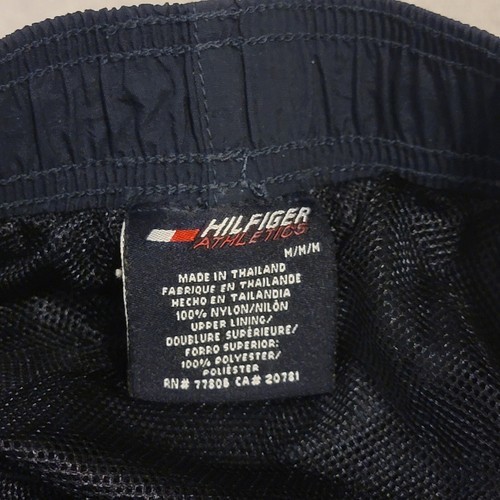 HILFIGER
ATHLETICS
M/M/M
MADE IN THAILAND
FABRIQUE EN THAILANDE
HECHO EN TAILANDIA
100% NYLON/NILÓN
UPPER LINING/
DOUBLURE SUPÉRIEURE/
FORRO SUPERIOR:
100% POLYESTER/
POLIÉSTER
RN# 77808 CA# 20781